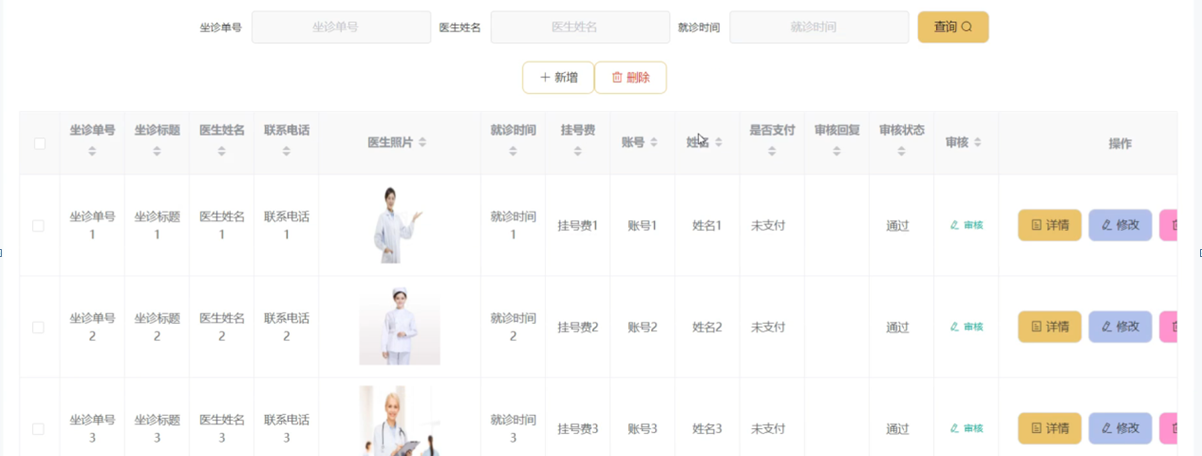 坐诊单号 坐诊单号 医生姓名 医生姓名 就诊时间 就诊时间 查询
新增 删除
坐诊单号 坐诊标题 医生姓名 联系电话 医生照片 就诊时间 挂号费 账号 姓名 是否支付 审核回复 审核状态 审核 操作
坐诊单号 坐诊标题 医生姓名 联系电话 就诊时间 挂号费1 账号1 姓名1 未支付 通过 审核 详情 修改
1 1 1 1 1
坐诊单号 坐诊标题 医生姓名 联系电话 就诊时间 挂号费2 账号2 姓名2 未支付 通过 审核 详情 修改
2 2 2 2 2
坐诊单号 坐诊标题 医生姓名 联系电话 就诊时间 挂号费3 账号3 姓名3 未支付 通过 审核 详情 修改
3 3 3 3 3